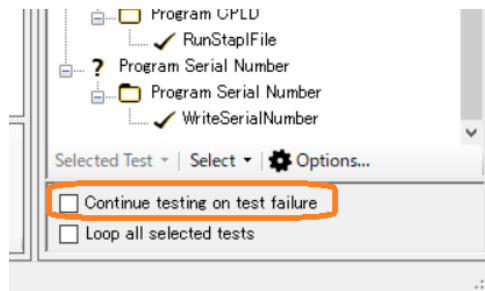 Program CPLD
RunStaplFile
? Program Serial Number
Program Serial Number
WriteSerialNumber
Selected Test Select Options...
Continue testing on test failure
Loop all selected tests